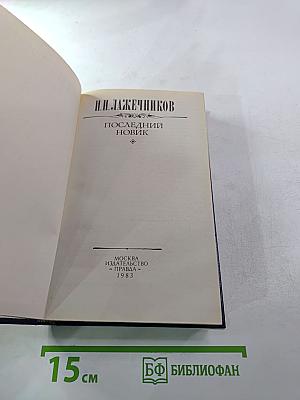 И.И.ЛАЖЕЧНИКОВ
ПОСЛЕДНИЙ
НОВИК
МОСКВА
ИЗДАТЕЛЬСТВО
«ПРАВДА»
1983
15 см
БФ БИБЛИОФАН